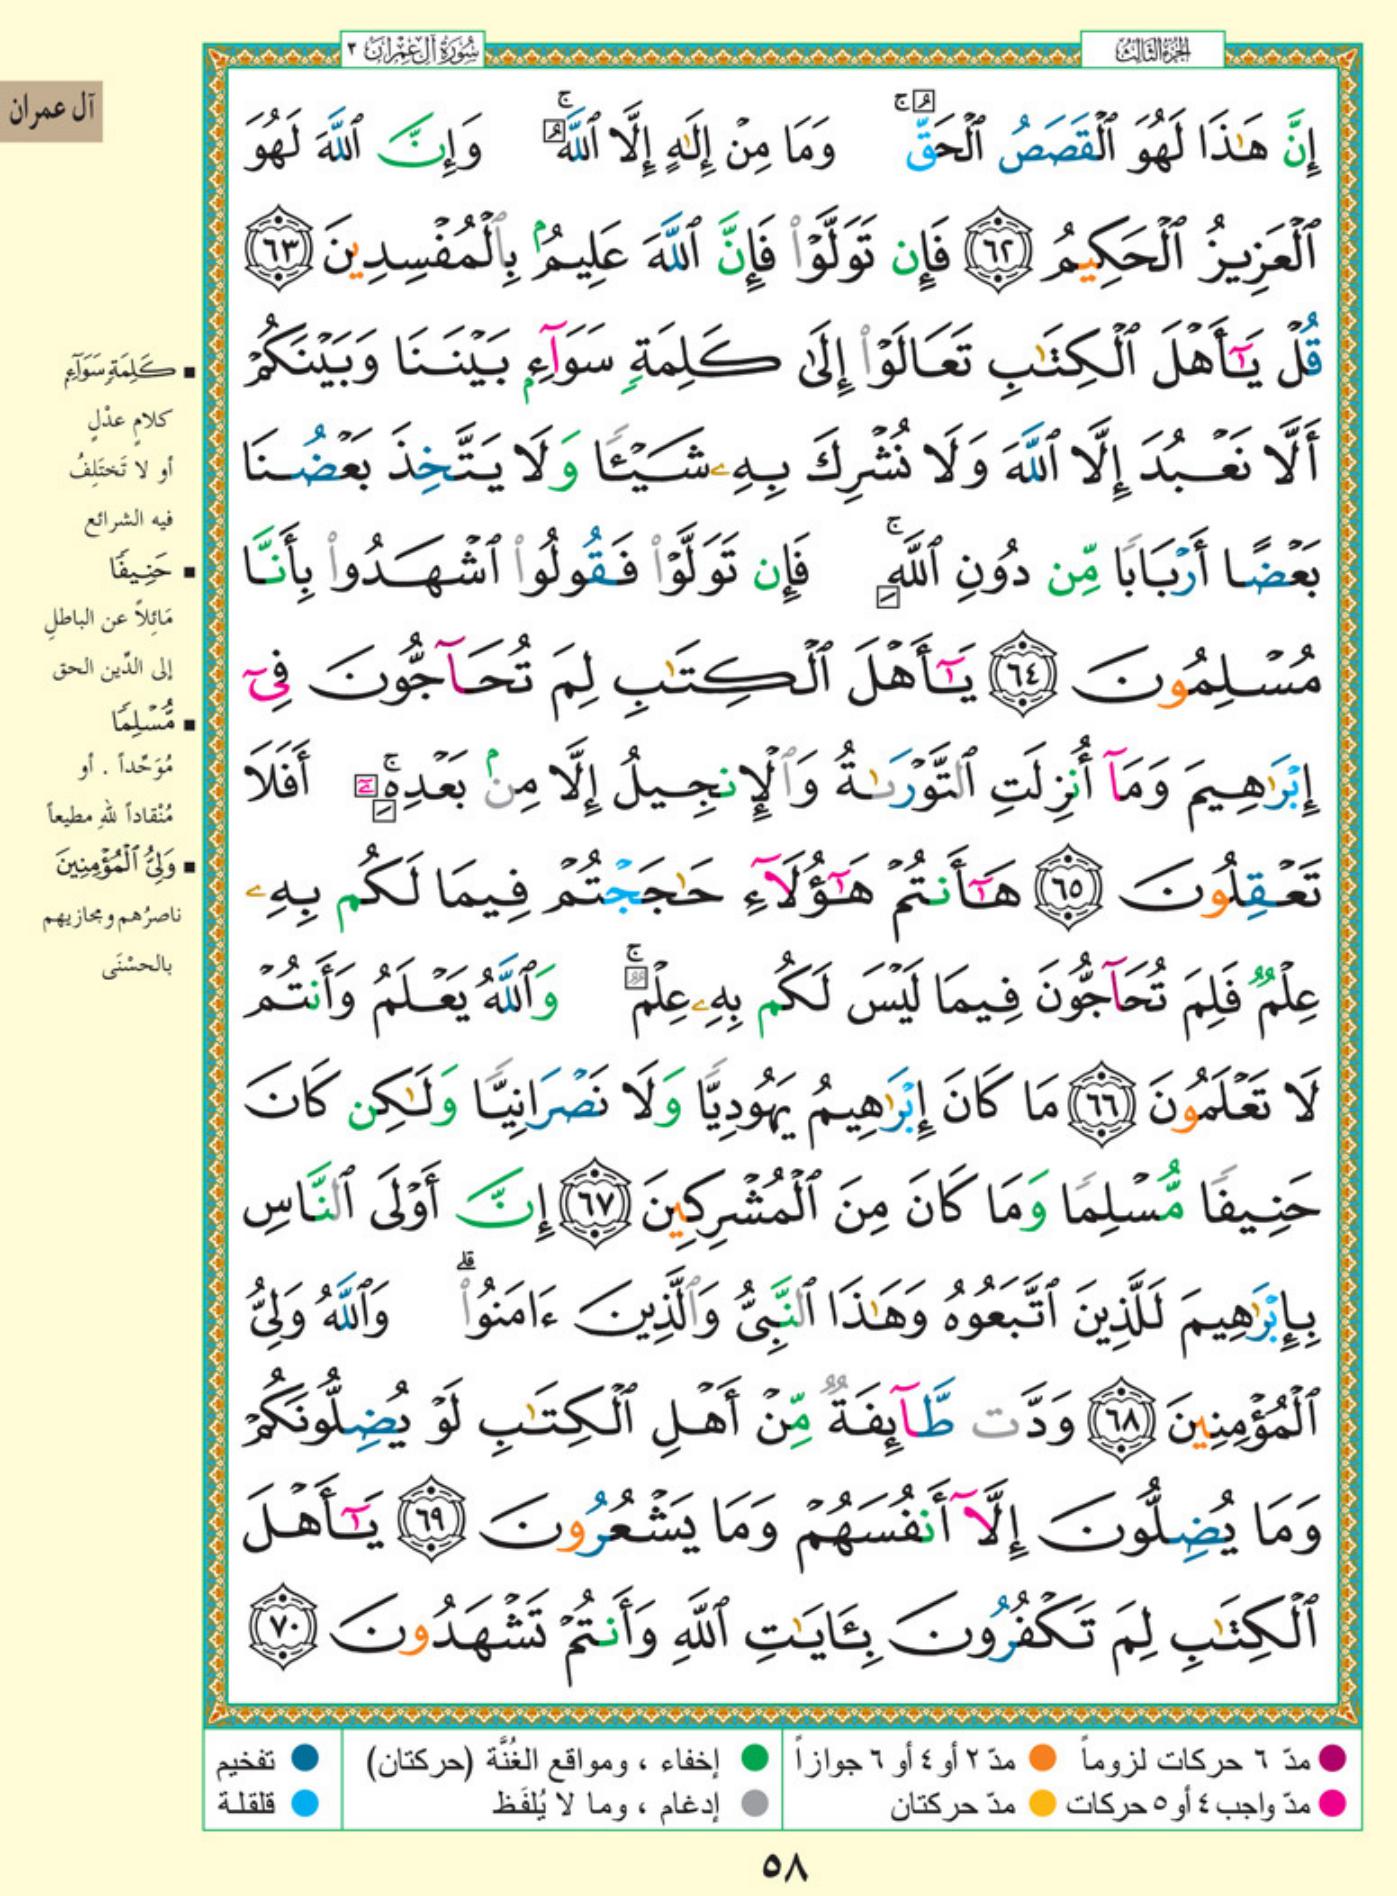 الجزء الثالث
سورة آل عمران ٣
آل عمران
إِنَّ هَٰذَا لَهُوَ ٱلْقَصَصُ ٱلْحَقُّ ۚ وَمَا مِنْ إِلَٰهٍ إِلَّا ٱللَّهُ ۚ وَإِنَّ ٱللَّهَ لَهُوَ
ٱلْعَزِيزُ ٱلْحَكِيمُ ٦٢ فَإِن تَوَلَّوْا۟ فَإِنَّ ٱللَّهَ عَلِيمٌۢ بِٱلْمُفْسِدِينَ ٦٣
قُلْ يَٰٓأَهْلَ ٱلْكِتَٰبِ تَعَالَوْا۟ إِلَىٰ كَلِمَةٍ سَوَآءٍۭ بَيْنَنَا وَبَيْنَكُمْ
أَلَّا نَعْبُدَ إِلَّا ٱللَّهَ وَلَا نُشْرِكَ بِهِۦ شَيْـًٔا وَلَا يَتَّخِذَ بَعْضُنَا
بَعْضًا أَرْبَابًا مِّن دُونِ ٱللَّهِ ۚ فَإِن تَوَلَّوْا۟ فَقُولُوا۟ ٱشْهَدُوا۟ بِأَنَّا
مُسْلِمُونَ ٦٤ يَٰٓأَهْلَ ٱلْكِتَٰبِ لِمَ تُحَآجُّونَ فِىٓ
إِبْرَٰهِيمَ وَمَآ أُنزِلَتِ ٱلتَّوْرَىٰةُ وَٱلْإِنجِيلُ إِلَّا مِنۢ بَعْدِهِۦٓ ۚ أَفَلَا
تَعْقِلُونَ ٦٥ هَٰٓأَنتُمْ هَٰٓؤُلَآءِ حَٰجَجْتُمْ فِيمَا لَكُم بِهِۦ
عِلْمٌ فَلِمَ تُحَآجُّونَ فِيمَا لَيْسَ لَكُم بِهِۦ عِلْمٌ ۚ وَٱللَّهُ يَعْلَمُ وَأَنتُمْ
لَا تَعْلَمُونَ ٦٦ مَا كَانَ إِبْرَٰهِيمُ يَهُودِيًّا وَلَا نَصْرَانِيًّا وَلَٰكِن كَانَ
حَنِيفًا مُّسْلِمًا وَمَا كَانَ مِنَ ٱلْمُشْرِكِينَ ٦٧ إِنَّ أَوْلَى ٱلنَّاسِ
بِإِبْرَٰهِيمَ لَلَّذِينَ ٱتَّبَعُوهُ وَهَٰذَا ٱلنَّبِىُّ وَٱلَّذِينَ ءَامَنُوا۟ ۗ وَٱللَّهُ وَلِىُّ
ٱلْمُؤْمِنِينَ ٦٨ وَدَّت طَّآئِفَةٌ مِّنْ أَهْلِ ٱلْكِتَٰبِ لَوْ يُضِلُّونَكُمْ
وَمَا يُضِلُّونَ إِلَّآ أَنفُسَهُمْ وَمَا يَشْعُرُونَ ٦٩ يَٰٓأَهْلَ
ٱلْكِتَٰبِ لِمَ تَكْفُرُونَ بِـَٔايَٰتِ ٱللَّهِ وَأَنتُمْ تَشْهَدُونَ ٧٠
■ كَلِمَةٍ سَوَآءٍ
كلامٍ عدْلٍ
أو لا تَختَلِفُ
فيه الشرائع
■ حَنِيفًا
مَائِلاً عن الباطلِ
إلى الدِّين الحق
■ مُّسْلِمًا
مُوَحِّداً . أو
مُنْقاداً للهِ مطيعاً
■ وَلِىُّ ٱلْمُؤْمِنِينَ
ناصرُهم ومجازيهم
بالحسْنَى
مدّ ٦ حركات لزوماً ● مدّ ٢ أو ٤ أو ٦ جوازاً ● إخفاء ، ومواقع الغُنَّة (حركتان) ● تفخيم
مدّ واجب ٤ أو ٥ حركات ● مدّ حركتان ● إدغام ، وما لا يُلفَظ ● قلقلة
٥٨